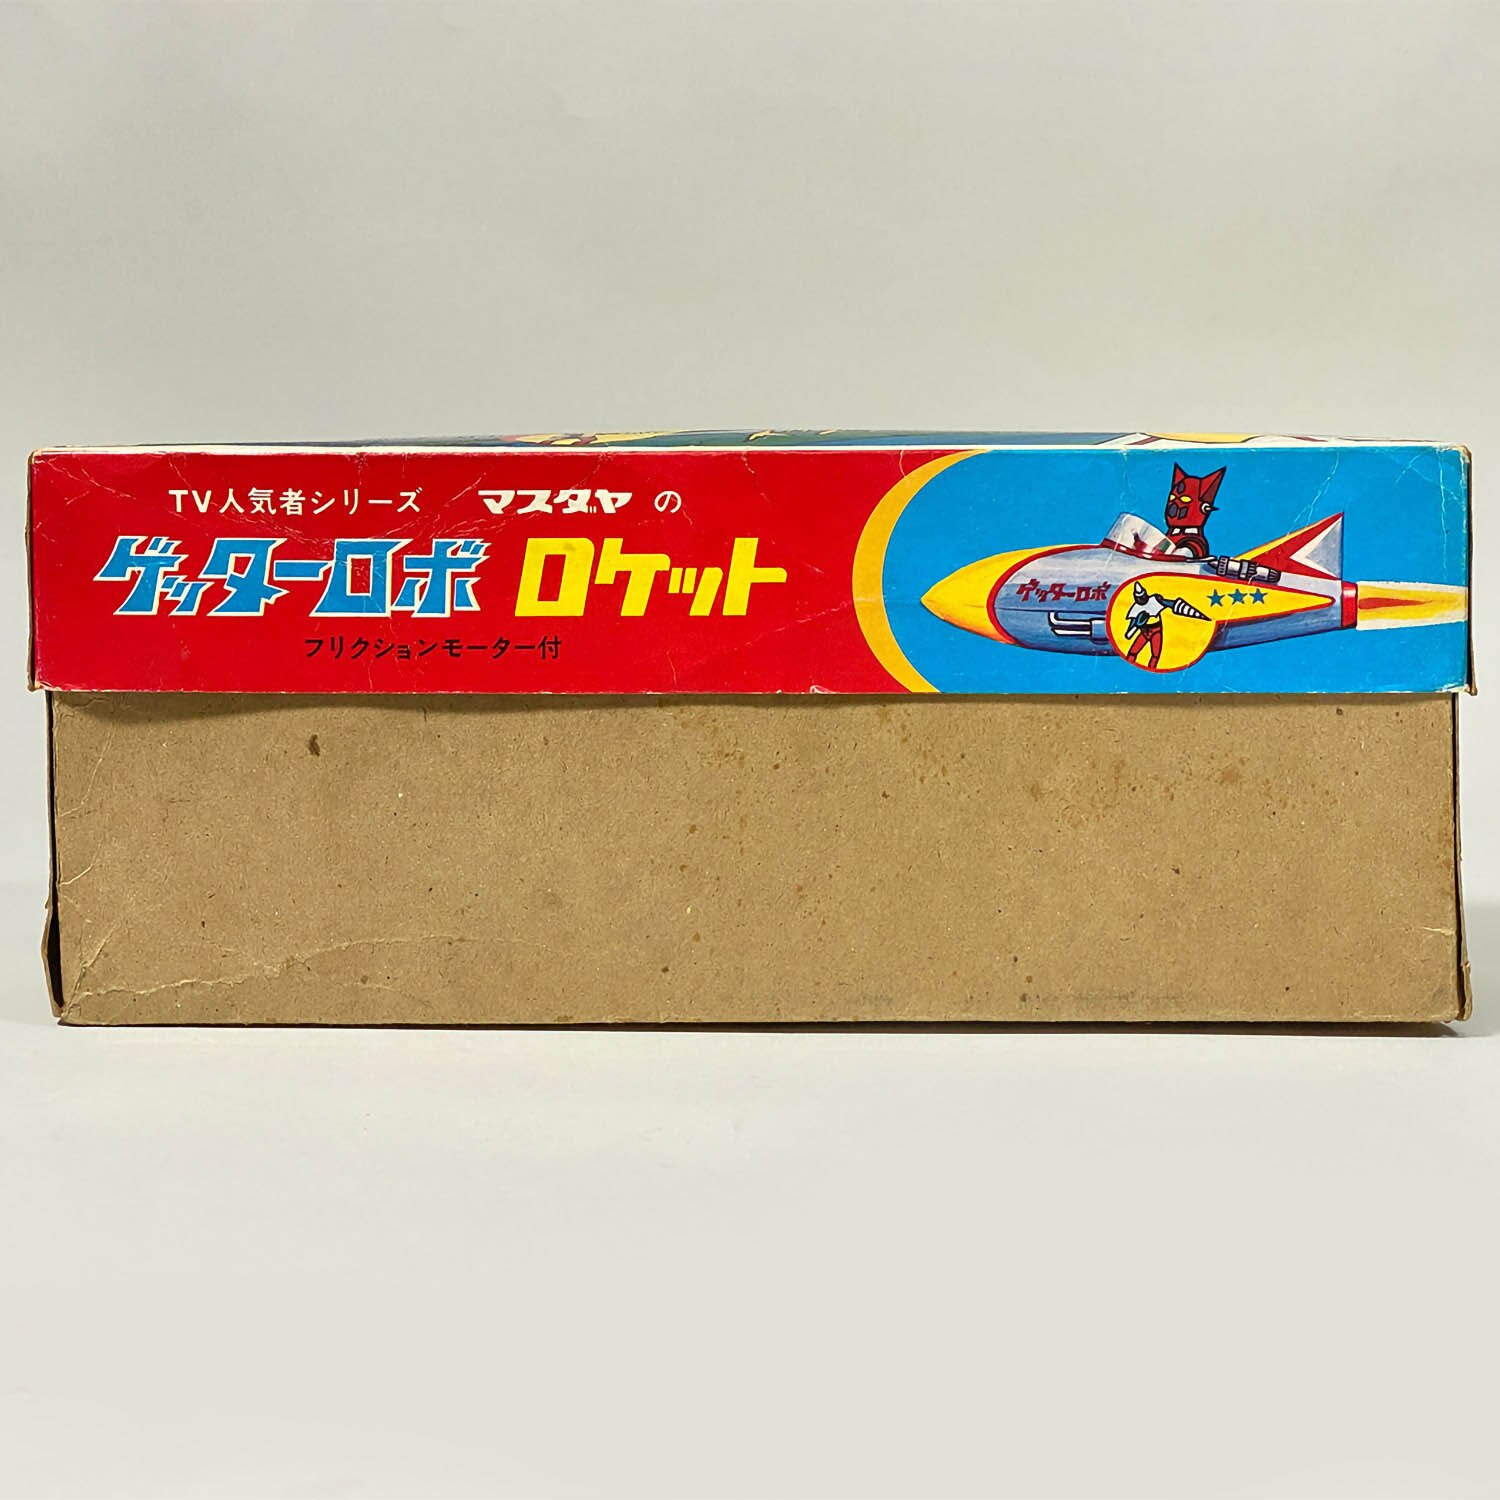 TV人気者シリーズ マスダヤの
ゲッターロボ ロケット
フリクションモーター付
ゲッターロボ